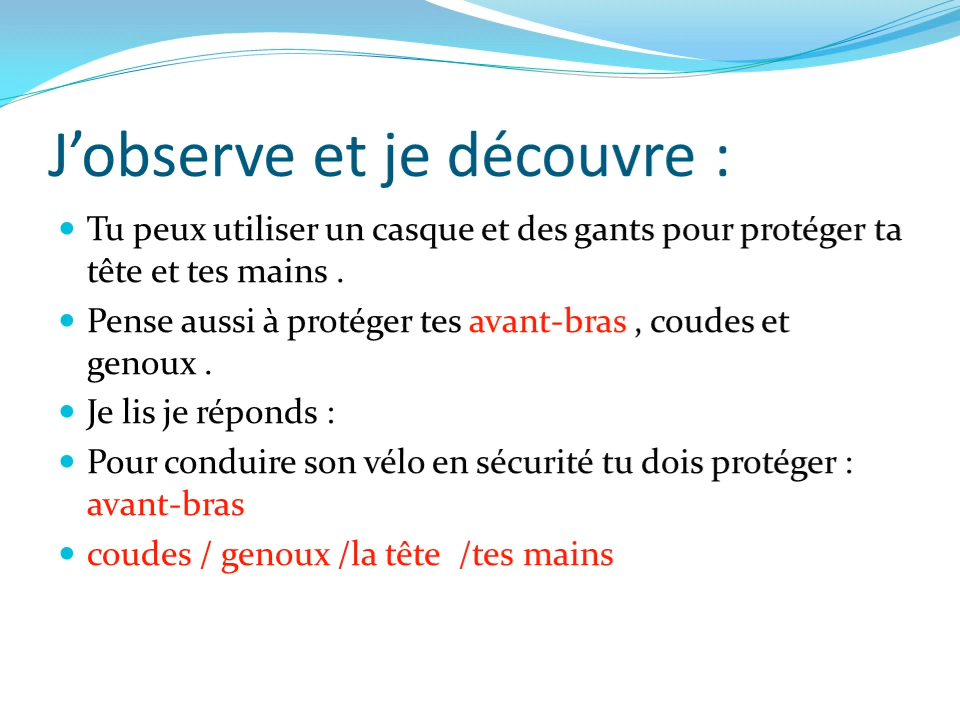 J’observe et je découvre :
Tu peux utiliser un casque et des gants pour protéger ta
tête et tes mains .
Pense aussi à protéger tes avant-bras , coudes et
genoux .
Je lis je réponds :
Pour conduire son vélo en sécurité tu dois protéger :
avant-bras
coudes / genoux /la tête  /tes mains